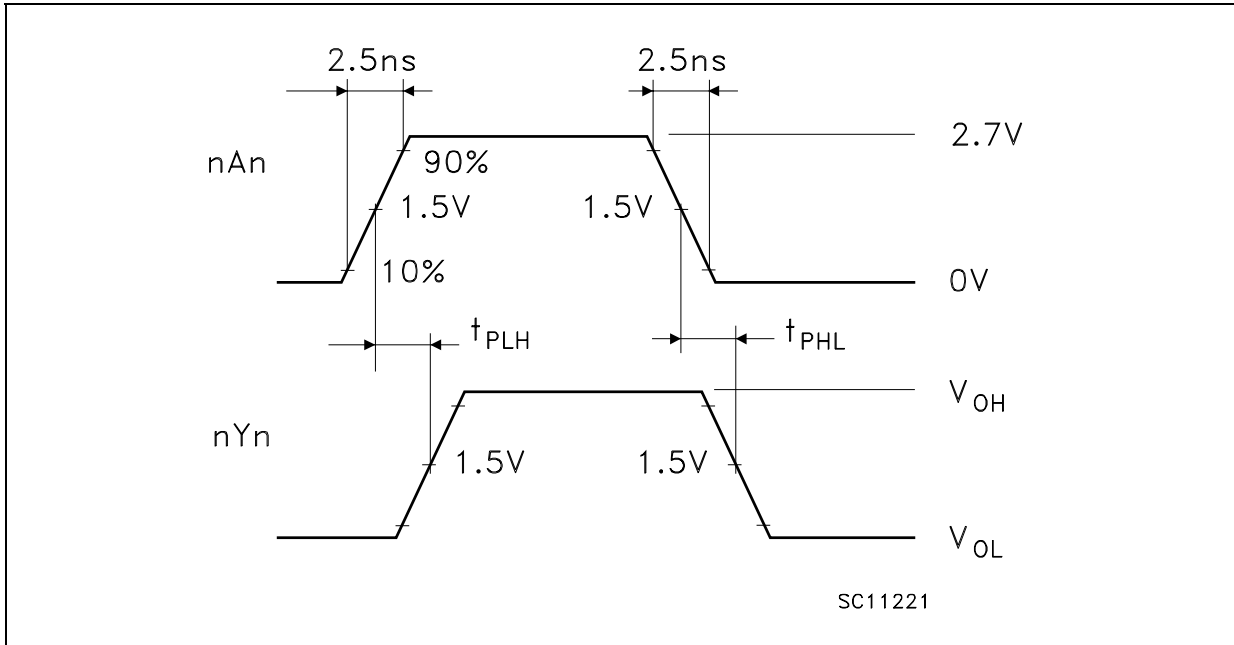 2.5ns 2.5ns
2.7V
nAn
90%
1.5V 1.5V
10%
0V
tPLH tPHL
VOH
nYn
1.5V 1.5V
VOL
SC11221